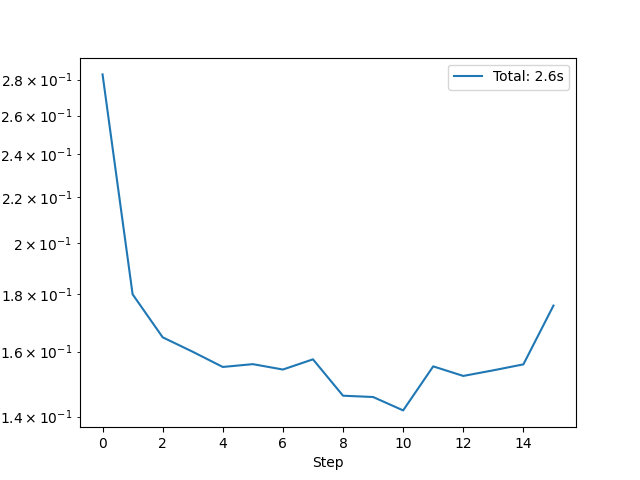 Total: 2.6s
2.8 × 10⁻¹
2.6 × 10⁻¹
2.4 × 10⁻¹
2.2 × 10⁻¹
2 × 10⁻¹
1.8 × 10⁻¹
1.6 × 10⁻¹
1.4 × 10⁻¹
0 2 4 6 8 10 12 14
Step